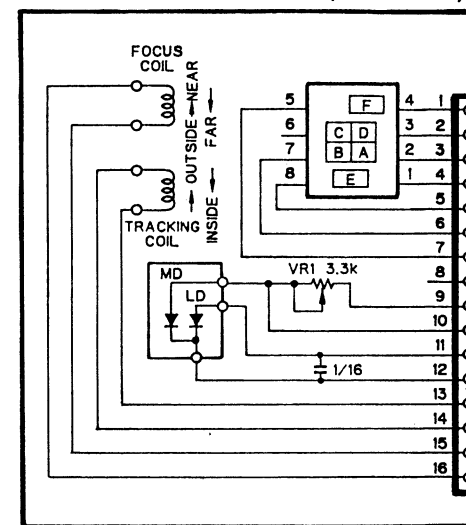 FOCUS
COIL
OUTSIDE NEAR
INSIDE FAR
TRACKING
COIL
5 F 4 1
6 C D 3 2
7 B A 2 3
8 E 1 4
5
6
7
8
MD
LD
VR1 3.3k
9
10
11
1/16
12
13
14
15
16